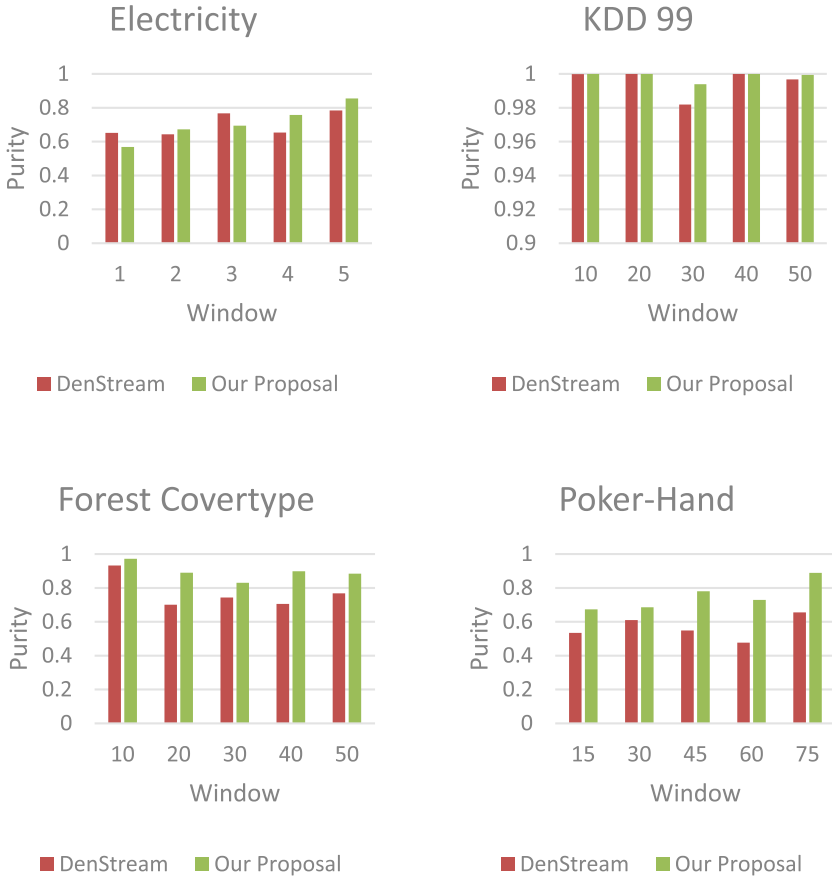 Electricity
1
0.8
0.6
0.4
0.2
0
Purity
1 2 3 4 5
Window
DenStream Our Proposal
KDD 99
1
0.98
0.96
0.94
0.92
0.9
Purity
10 20 30 40 50
Window
DenStream Our Proposal
Forest Covertype
1
0.8
0.6
0.4
0.2
0
Purity
10 20 30 40 50
Window
DenStream Our Proposal
Poker-Hand
1
0.8
0.6
0.4
0.2
0
Purity
15 30 45 60 75
Window
DenStream Our Proposal